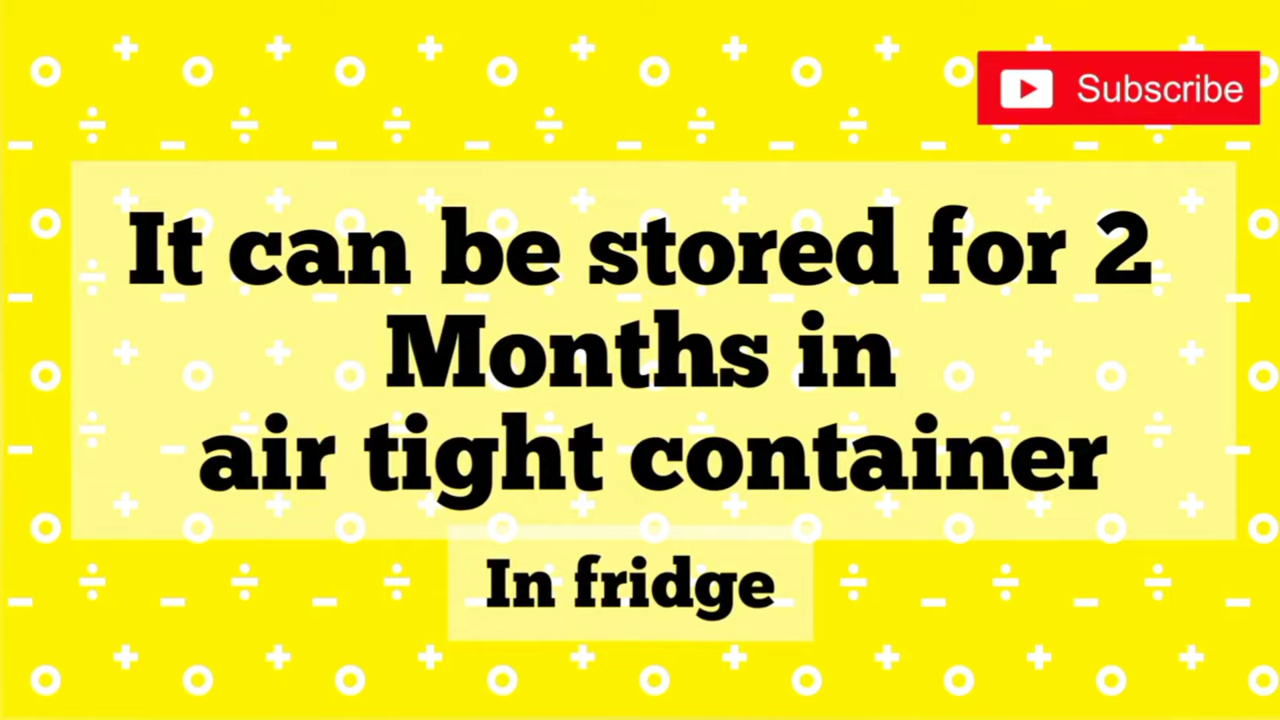 Subscribe
It can be stored for 2
Months in
air tight container
In fridge